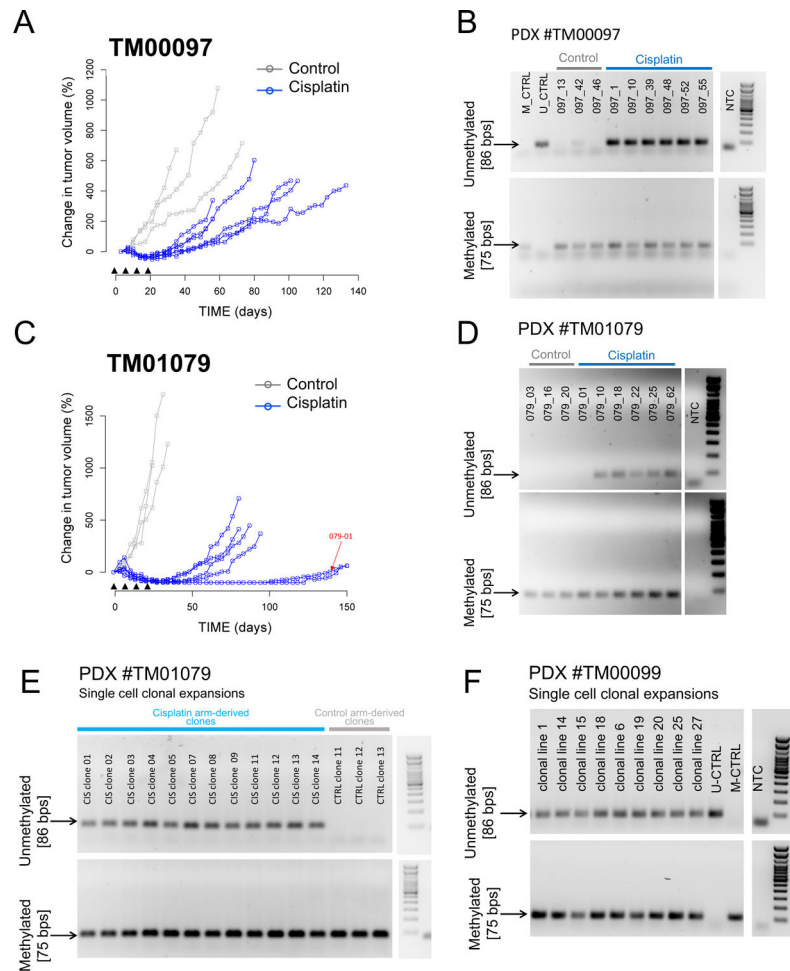 A
TM00097
Control
Cisplatin
Change in tumor volume (%)
1200
1000
800
600
400
200
0
0 20 40 60 80 100 120 140
TIME (days)
B
PDX #TM00097
Control Cisplatin
M_CTRL
U_CTRL
097_13
097_42
097_46
097_1
097_10
097_39
097_48
097-52
097_55
NTC
Unmethylated
[86 bps]
Methylated
[75 bps]
C
TM01079
Control
Cisplatin
Change in tumor volume (%)
1500
1000
500
0
079-01
0 50 100 150
TIME (days)
D
PDX #TM01079
Control Cisplatin
079_03
079_16
079_20
079_01
079_10
079_18
079_22
079_25
079_62
NTC
Unmethylated
[86 bps]
Methylated
[75 bps]
E
PDX #TM01079
Single cell clonal expansions
Cisplatin arm-derived
clones
Control arm-derived
clones
CIS clone 01
CIS clone 02
CIS clone 03
CIS clone 04
CIS clone 05
CIS clone 07
CIS clone 08
CIS clone 09
CIS clone 11
CIS clone 12
CIS clone 13
CIS clone 14
CTRL clone 11
CTRL clone 12
CTRL clone 13
Unmethylated
[86 bps]
Methylated
[75 bps]
F
PDX #TM00099
Single cell clonal expansions
clonal line 1
clonal line 14
clonal line 15
clonal line 18
clonal line 6
clonal line 19
clonal line 20
clonal line 25
clonal line 27
U-CTRL
M-CTRL
NTC
Unmethylated
[86 bps]
Methylated
[75 bps]